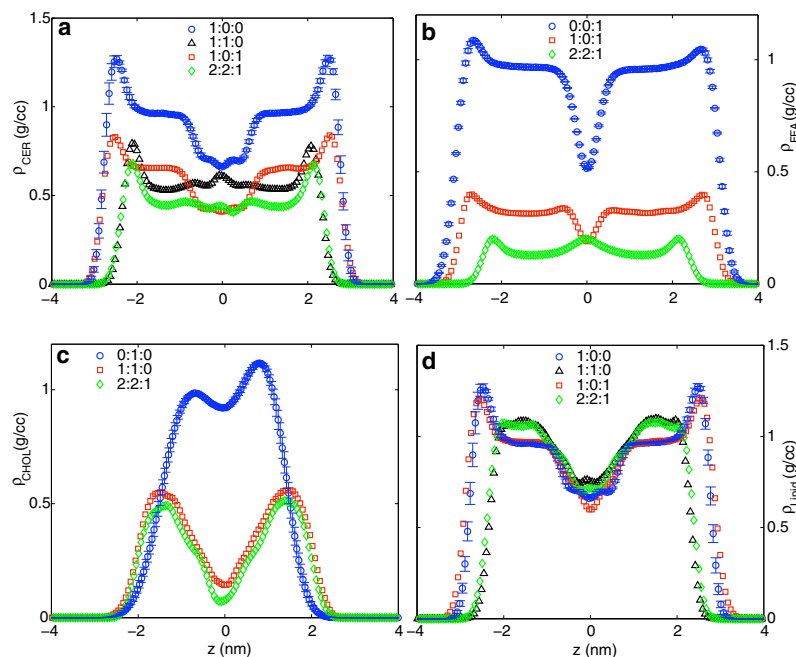 a
1:0:0
1:1:0
1:0:1
2:2:1
ρCER (g/cc)
1.5
1
0.5
0
−4 −2 0 2 4
b
0:0:1
1:0:1
2:2:1
ρFFA (g/cc)
1
0.5
0
−4 −2 0 2 4
c
0:1:0
1:1:0
2:2:1
ρCHOL(g/cc)
1
0.5
0
−4 −2 0 2 4
z (nm)
d
1:0:0
1:1:0
1:0:1
2:2:1
ρLipid (g/cc)
1.5
1
0.5
0
−4 −2 0 2 4
z (nm)